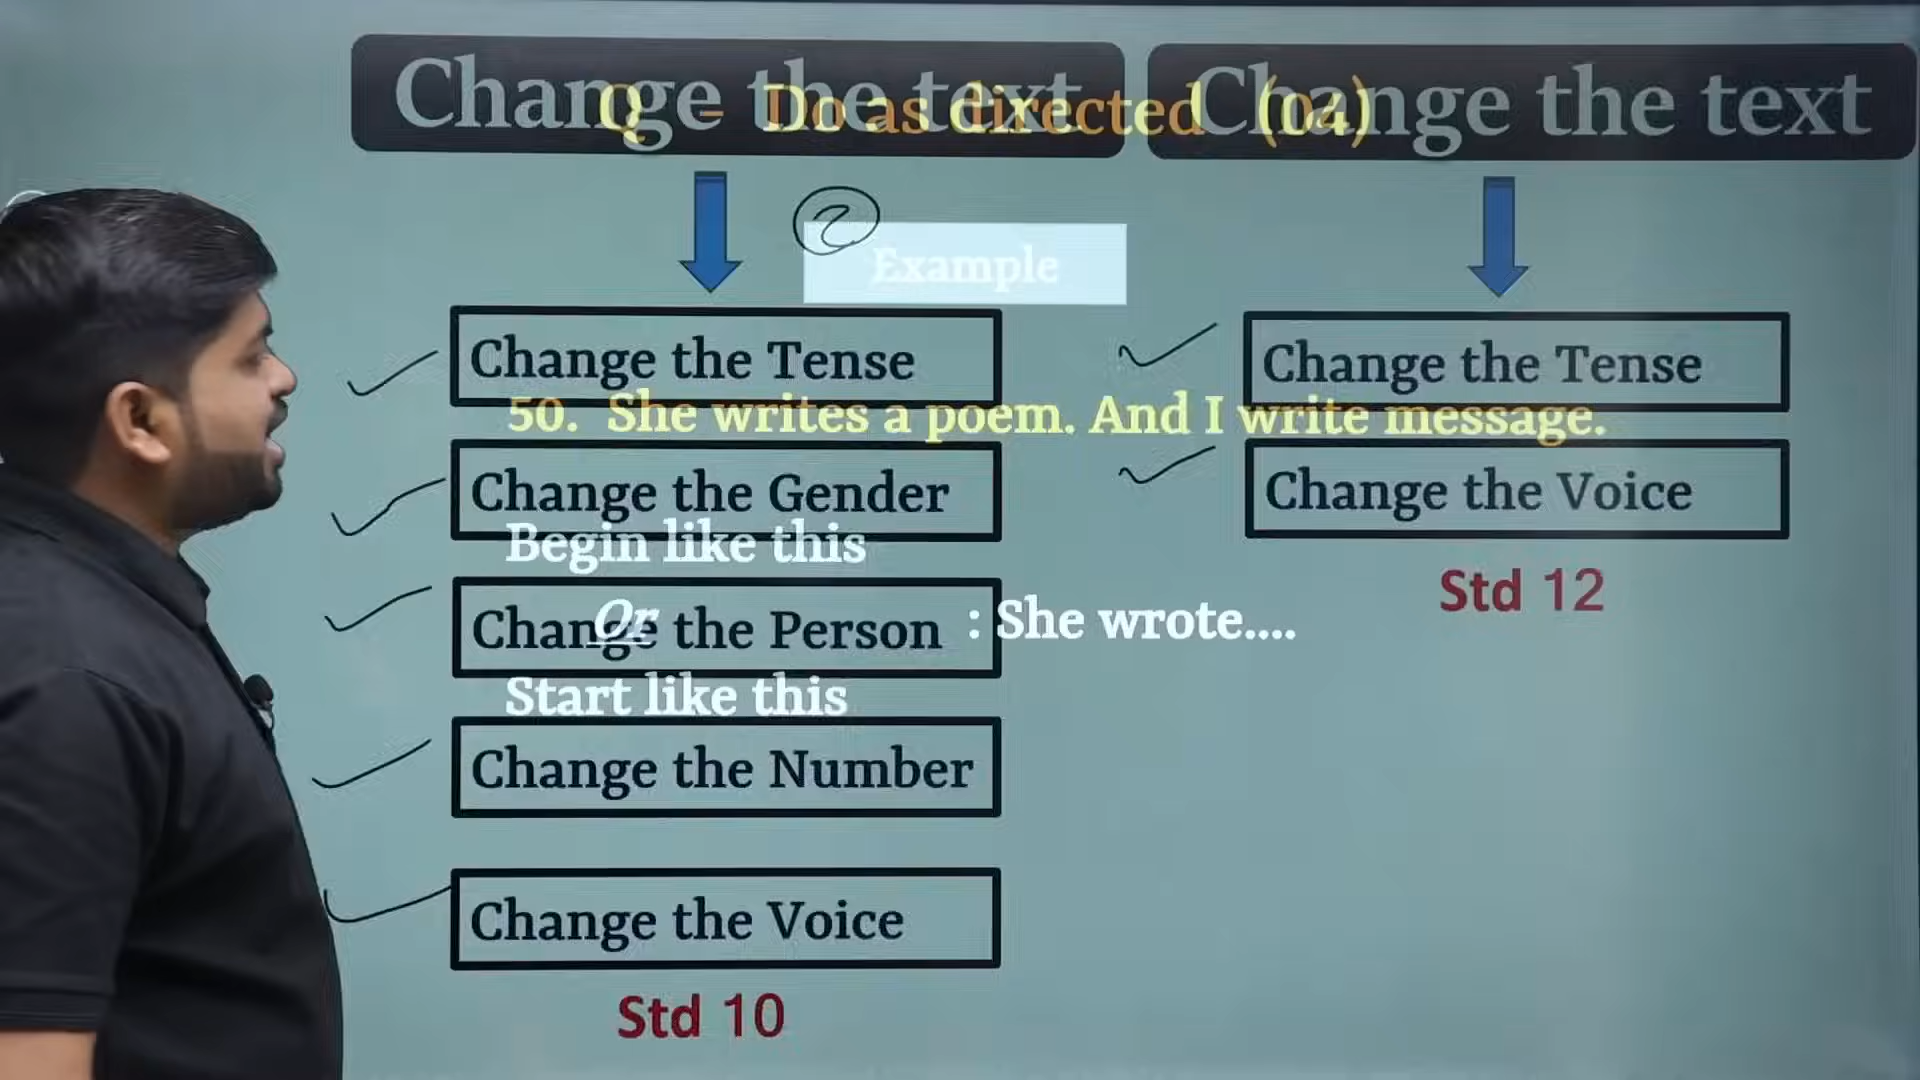 Change the text
Change the text
Q - Do as directed (04)
2
Example
Change the Tense
Change the Tense
50. She writes a poem. And I write message.
Change the Gender
Change the Voice
Begin like this
Std 12
Change the Person
Or : She wrote....
Start like this
Change the Number
Change the Voice
Std 10